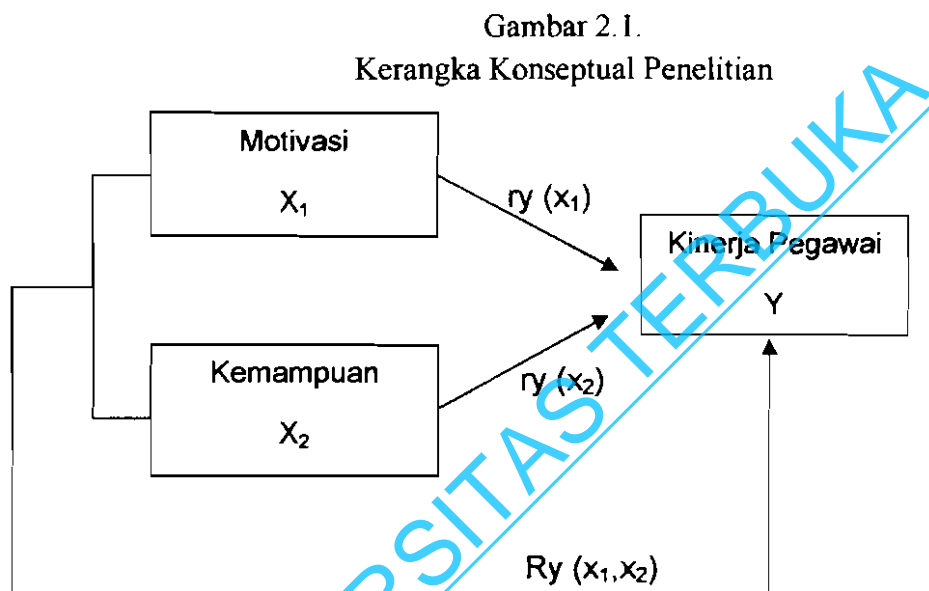 Gambar 2.1.
Kerangka Konseptual Penelitian
Motivasi
X₁
ry (x₁)
Kinerja Pegawai
Y
Kemampuan
X₂
ry (x₂)
Ry (x₁,x₂)
RSITAS TERBUKA